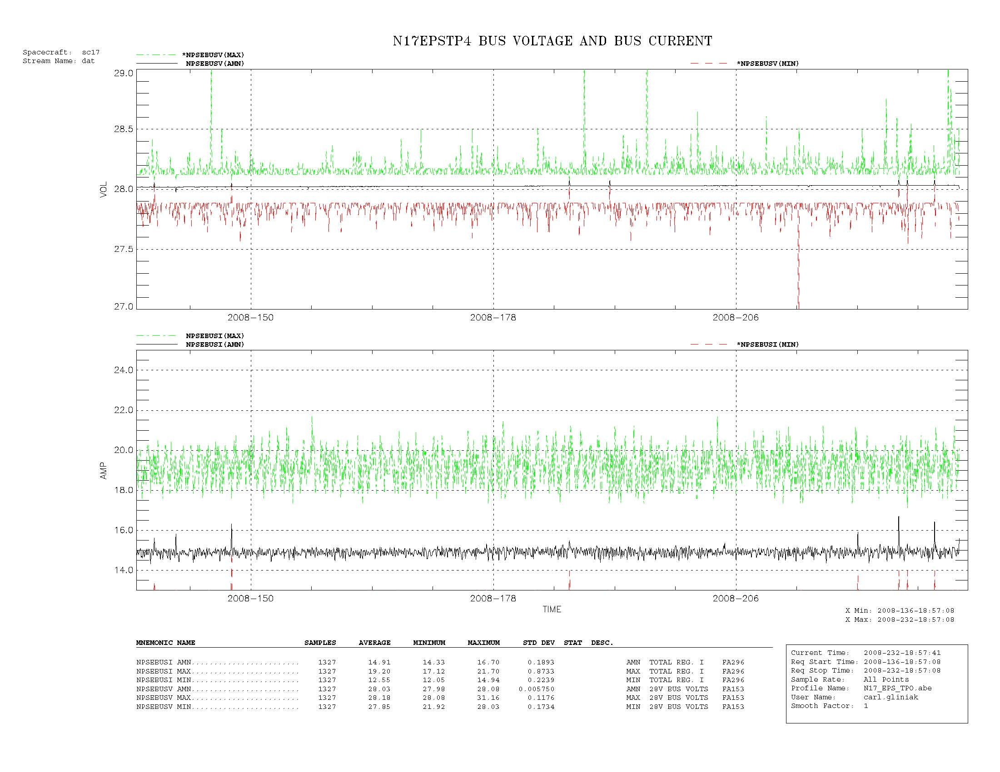 N17EPSTP4 BUS VOLTAGE AND BUS CURRENT
Spacecraft: sc17
Stream Name: dat
*NPSEBUSV(MAX)
NPSEBUSV(AMN)
*NPSEBUSV(MIN)
29.0
28.5
28.0
27.5
27.0
VOL
2008-150 2008-178 2008-206
NPSEBUSI(MAX)
NPSEBUSI(AMN)
*NPSEBUSI(MIN)
24.0
22.0
20.0
18.0
16.0
14.0
AMP
2008-150 2008-178 2008-206
TIME
X Min: 2008-136-18:57:08
X Max: 2008-232-18:57:08
MNEMONIC NAME SAMPLES AVERAGE MINIMUM MAXIMUM STD DEV STAT DESC.
NPSEBUSI AMN........................ 1327 14.91 14.33 16.70 0.1893 AMN TOTAL REG. I FA296
NPSEBUSI MAX........................ 1327 19.20 17.12 21.70 0.8733 MAX TOTAL REG. I FA296
NPSEBUSI MIN........................ 1327 12.55 12.05 14.94 0.2239 MIN TOTAL REG. I FA296
NPSEBUSV AMN........................ 1327 28.03 27.98 28.08 0.005750 AMN 28V BUS VOLTS FA153
NPSEBUSV MAX........................ 1327 28.18 28.08 31.16 0.1176 MAX 28V BUS VOLTS FA153
NPSEBUSV MIN........................ 1327 27.85 21.92 28.03 0.1734 MIN 28V BUS VOLTS FA153
Current Time: 2008-232-18:57:41
Req Start Time: 2008-136-18:57:08
Req Stop Time: 2008-232-18:57:08
Sample Rate: All Points
Profile Name: N17_EPS_TP0.abe
User Name: carl.gliniak
Smooth Factor: 1